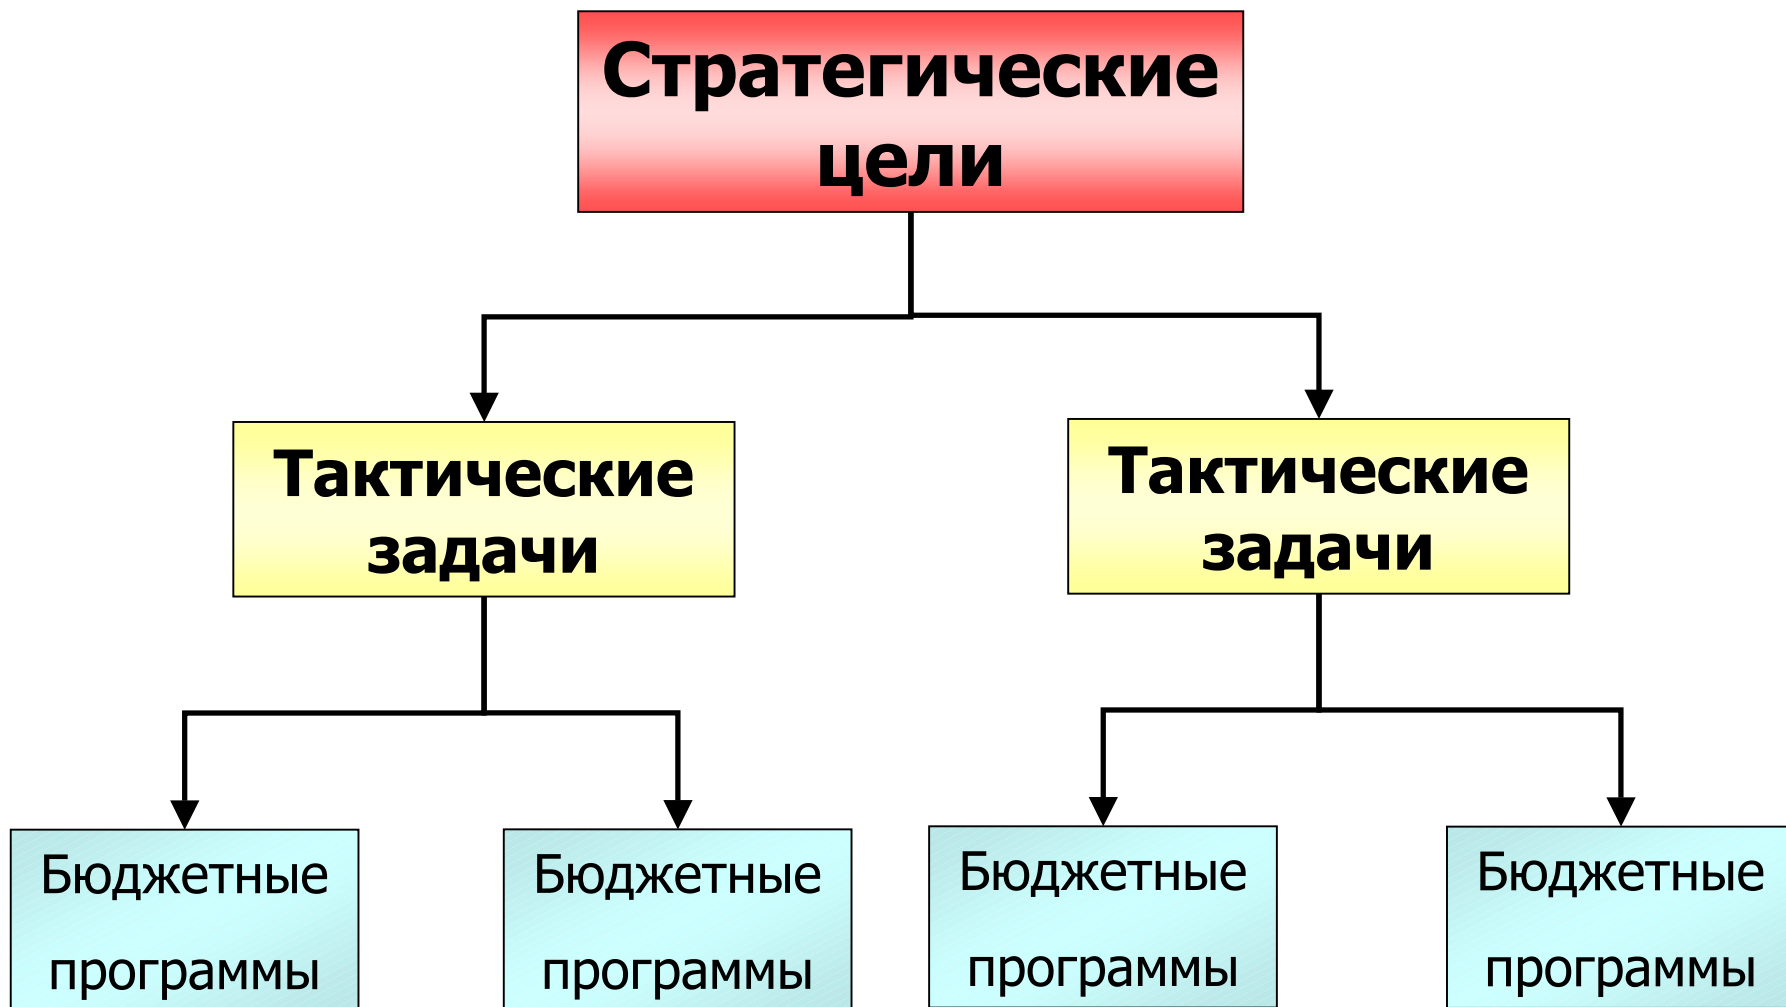 Стратегические
цели
Тактические
задачи
Тактические
задачи
Бюджетные
программы
Бюджетные
программы
Бюджетные
программы
Бюджетные
программы